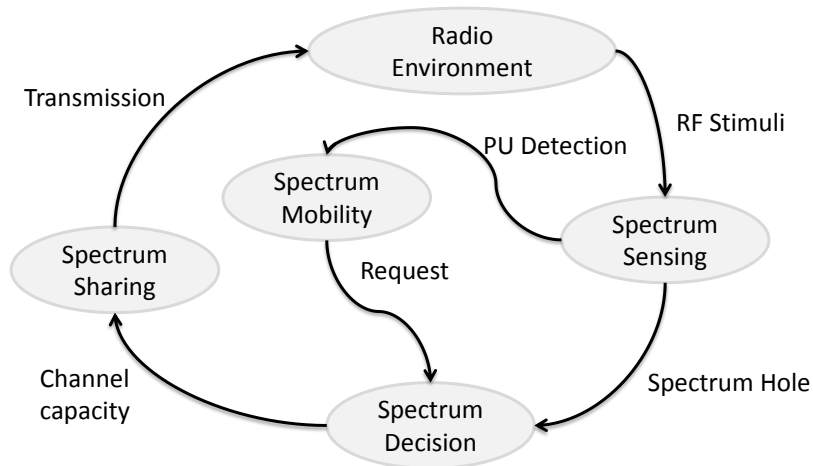 Radio
Environment
Transmission
RF Stimuli
PU Detection
Spectrum
Mobility
Spectrum
Sensing
Spectrum
Sharing
Request
Channel
capacity
Spectrum Hole
Spectrum
Decision